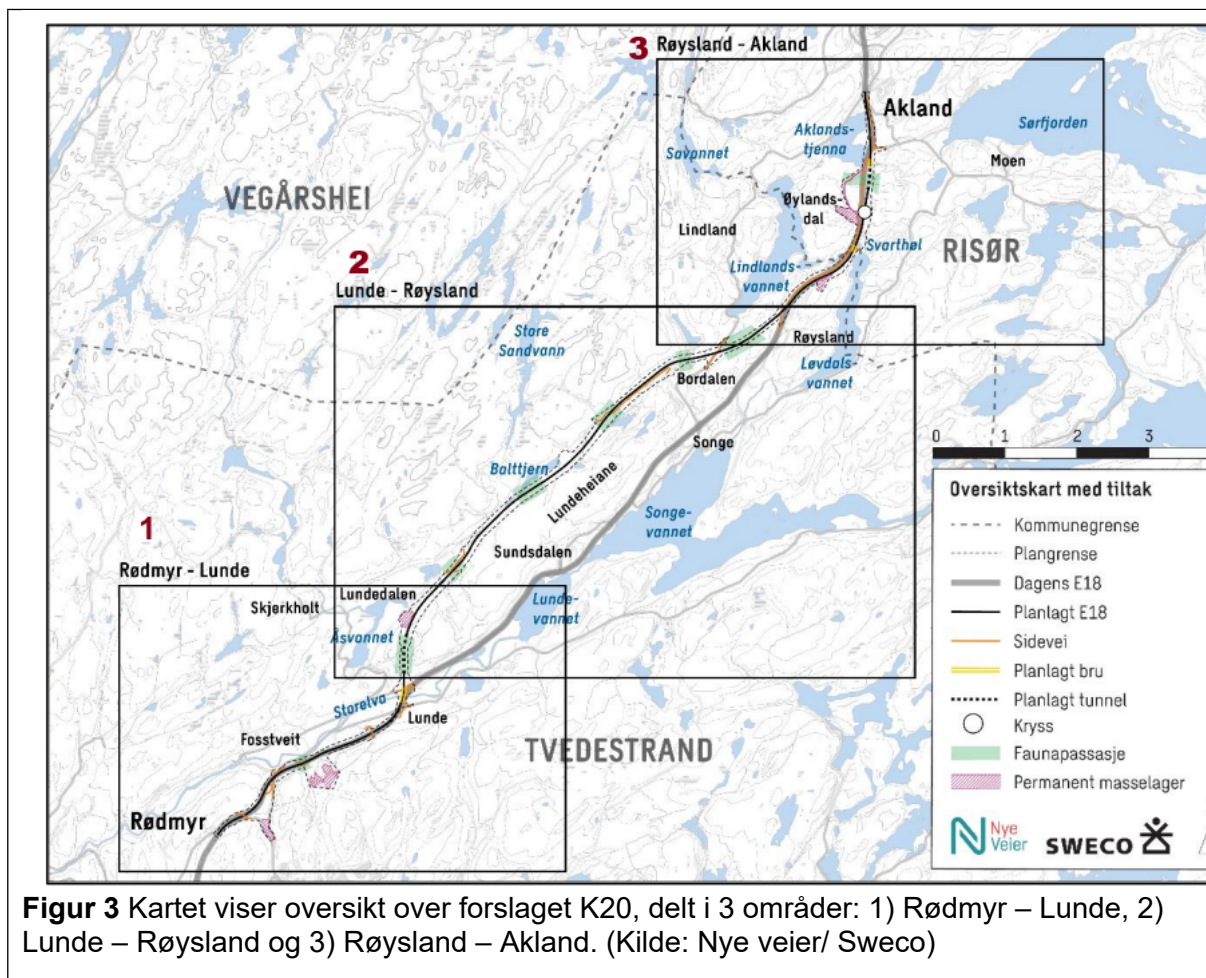 3 Røysland - Akland
Akland
Sørfjorden
Aklands-
tjenna
Savannet
Moen
VEGÅRSHEI
Øylands-
dal
Lindland
Svarthøl
RISØR
2
Lunde - Røysland
Lindlands-
vannet
Store
Sandvann
Røysland
Løvdals-
vannet
Bordalen
0 1 2 3
Songe
Balttjern
Lundeheiane
Oversiktskart med tiltak
Kommunegrense
Plangrense
Dagens E18
Planlagt E18
Sidevei
Planlagt bru
Planlagt tunnel
Kryss
Faunapassasje
Permanent masselager
Nye
Veier
SWECO
Songe-
vannet
1
Rødmyr - Lunde
Sundsdalen
Skjerkholt
Lundedalen
Lunde-
vannet
Åsvannet
Storelva
Lunde
Fosstveit
TVEDESTRAND
Rødmyr
Figur 3 Kartet viser oversikt over forslaget K20, delt i 3 områder: 1) Rødmyr – Lunde, 2)
Lunde – Røysland og 3) Røysland – Akland. (Kilde: Nye veier/ Sweco)